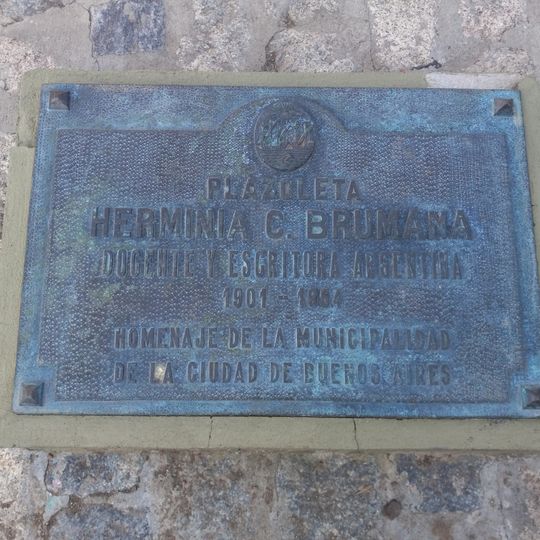 PLAZOLETA
HERMINIA C. BRUMANA
DOCENTE Y ESCRITORA ARGENTINA
1901 - 1954
HOMENAJE DE LA MUNICIPALIDAD
DE LA CIUDAD DE BUENOS AIRES